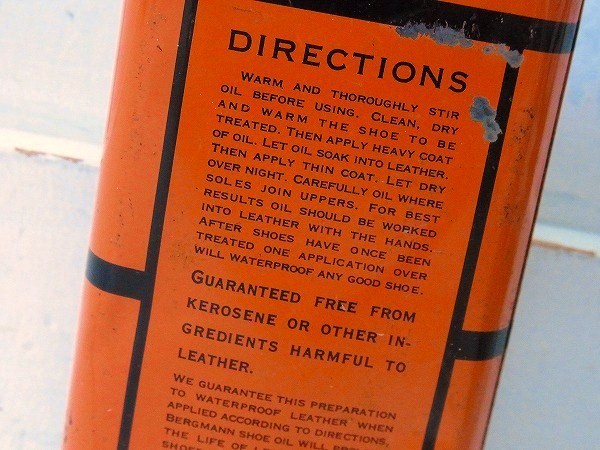 DIRECTIONS
WARM AND THOROUGHLY STIR
OIL BEFORE USING. CLEAN, DRY
AND WARM THE SHOE TO BE
TREATED. THEN APPLY HEAVY COAT
OF OIL. LET OIL SOAK INTO LEATHER.
THEN APPLY THIN COAT. LET DRY
OVER NIGHT. CAREFULLY OIL WHERE
SOLES JOIN UPPERS. FOR BEST
RESULTS OIL SHOULD BE WORKED
INTO LEATHER WITH THE HANDS.
AFTER SHOES HAVE ONCE BEEN
TREATED ONE APPLICATION OVER
WILL WATERPROOF ANY GOOD SHOE.
GUARANTEED FREE FROM
KEROSENE OR OTHER IN-
GREDIENTS HARMFUL TO
LEATHER.
WE GUARANTEE THIS PREPARATION
TO WATERPROOF LEATHER WHEN
APPLIED ACCORDING TO DIRECTIONS,
BERGMANN SHOE OIL WILL
THE LIFE OF